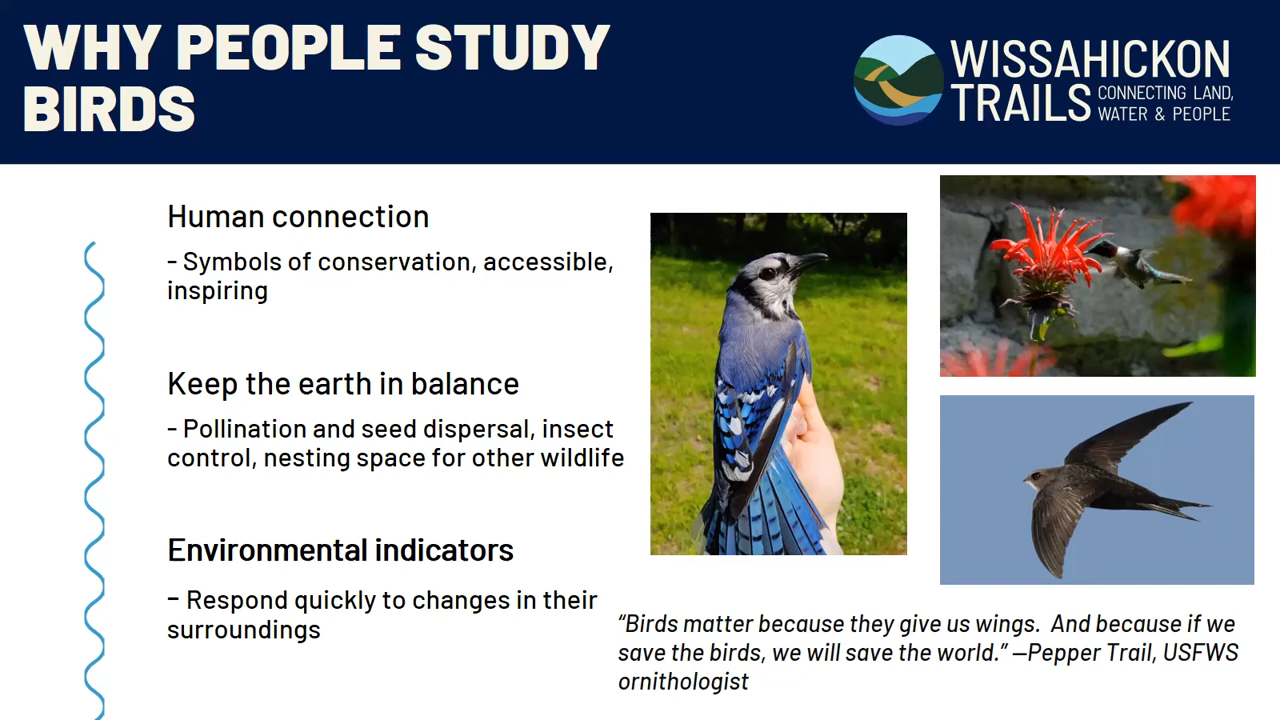 WHY PEOPLE STUDY
BIRDS
WISSAHICKON
TRAILS CONNECTING LAND,
WATER & PEOPLE
Human connection
- Symbols of conservation, accessible,
inspiring
Keep the earth in balance
- Pollination and seed dispersal, insect
control, nesting space for other wildlife
Environmental indicators
- Respond quickly to changes in their
surroundings
“Birds matter because they give us wings.  And because if we
save the birds, we will save the world.” —Pepper Trail, USFWS
ornithologist